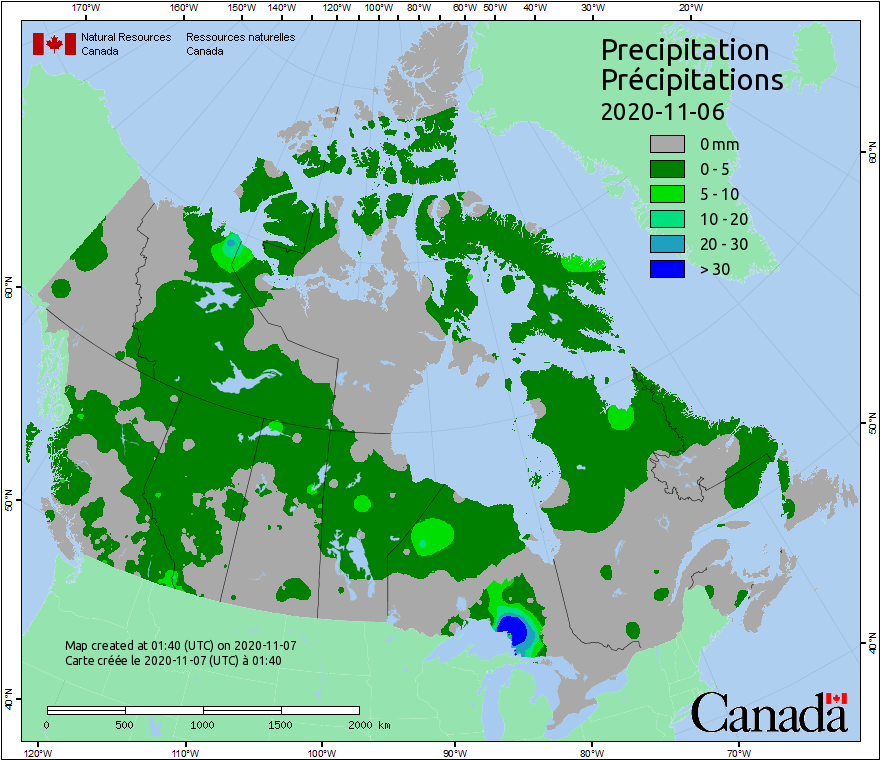 170°W 160°W 150°W 140°W 130°W 120°W 110°W 100°W 90°W 80°W 60°W 50°W 40°W 30°W 20°W
Natural Resources Ressources naturelles
Canada Canada
Precipitation
Précipitations
2020-11-06
0 mm
0 - 5
5 - 10
10 - 20
20 - 30
> 30
60°N
60°N
50°N
50°N
40°N
40°N
Map created at 01:40 (UTC) on 2020-11-07
Carte créée le 2020-11-07 (UTC) à 01:40
0 500 1000 1500 2000 km
Canada
120°W 110°W 100°W 90°W 80°W 70°W